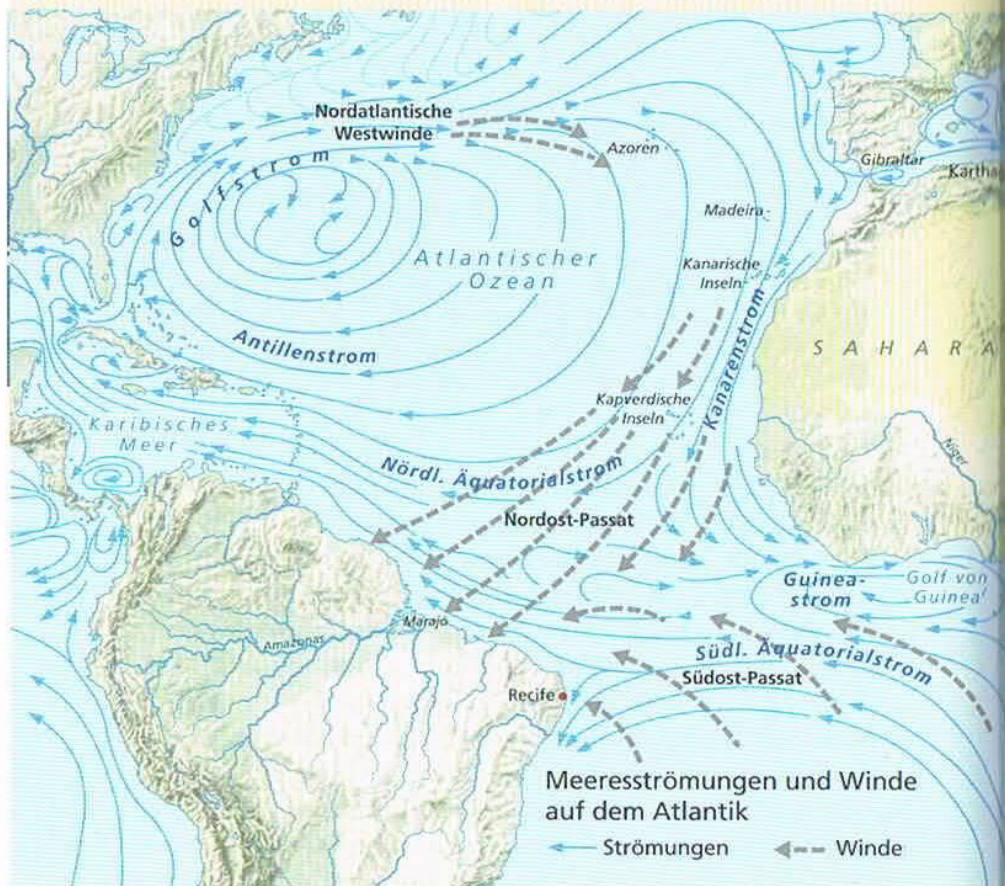 Nordatlantische
Westwinde
Azoren
Gibraltar
Kartha
Golfstrom
Madeira
Atlantischer
Ozean
Kanarische
Inseln
Antillenstrom
Kanarenstrom
SAHARA
Kapverdische
Inseln
Karibisches
Meer
Niger
Nördl. Äquatorialstrom
Nordost-Passat
Guinea-
strom
Golf von
Guinea
Marajó
Amazonas
Südl. Äquatorialstrom
Südost-Passat
Recife
Meeresströmungen und Winde
auf dem Atlantik
Strömungen
Winde